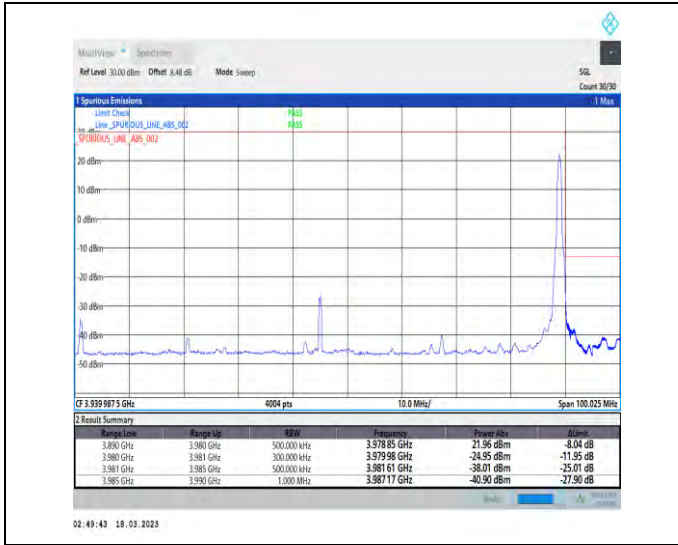 MultiView Spectrum
Ref Level 30.00 dBm Offset 8.48 dB Mode Sweep SGL
Count 30/30
1 Spurious Emissions 1 Max
Limit Check PASS
Line _SPURIOUS_LINE_ABS_002 PASS
_SPURIOUS_LINE_ABS_002
20 dBm
10 dBm
0 dBm
-10 dBm
-20 dBm
-30 dBm
-40 dBm
-50 dBm
CF 3.939 987 5 GHz 4004 pts 10.0 MHz/ Span 100.025 MHz
2 Result Summary
Range Low Range Up RBW Frequency Power Abs ΔLimit
3.890 GHz 3.980 GHz 500.000 kHz 3.978 85 GHz 21.96 dBm -8.04 dB
3.980 GHz 3.981 GHz 300.000 kHz 3.979 98 GHz -24.95 dBm -11.95 dB
3.981 GHz 3.985 GHz 500.000 kHz 3.981 61 GHz -38.01 dBm -25.01 dB
3.985 GHz 3.990 GHz 1.000 MHz 3.987 17 GHz -40.90 dBm -27.90 dB
02:49:43 18.03.2023